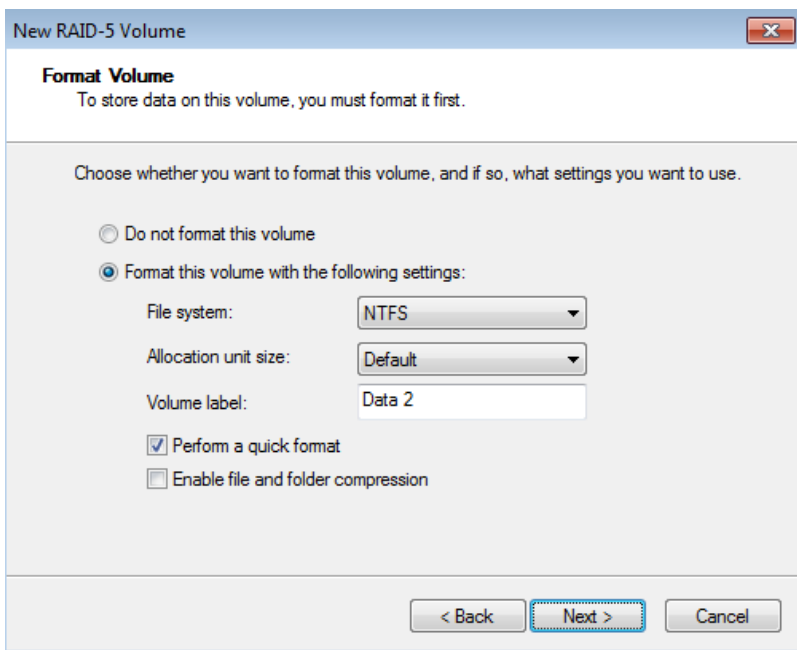 New RAID-5 Volume
Format Volume
To store data on this volume, you must format it first.
Choose whether you want to format this volume, and if so, what settings you want to use.
Do not format this volume
Format this volume with the following settings:
File system: NTFS
Allocation unit size: Default
Volume label: Data 2
Perform a quick format
Enable file and folder compression
< Back Next > Cancel